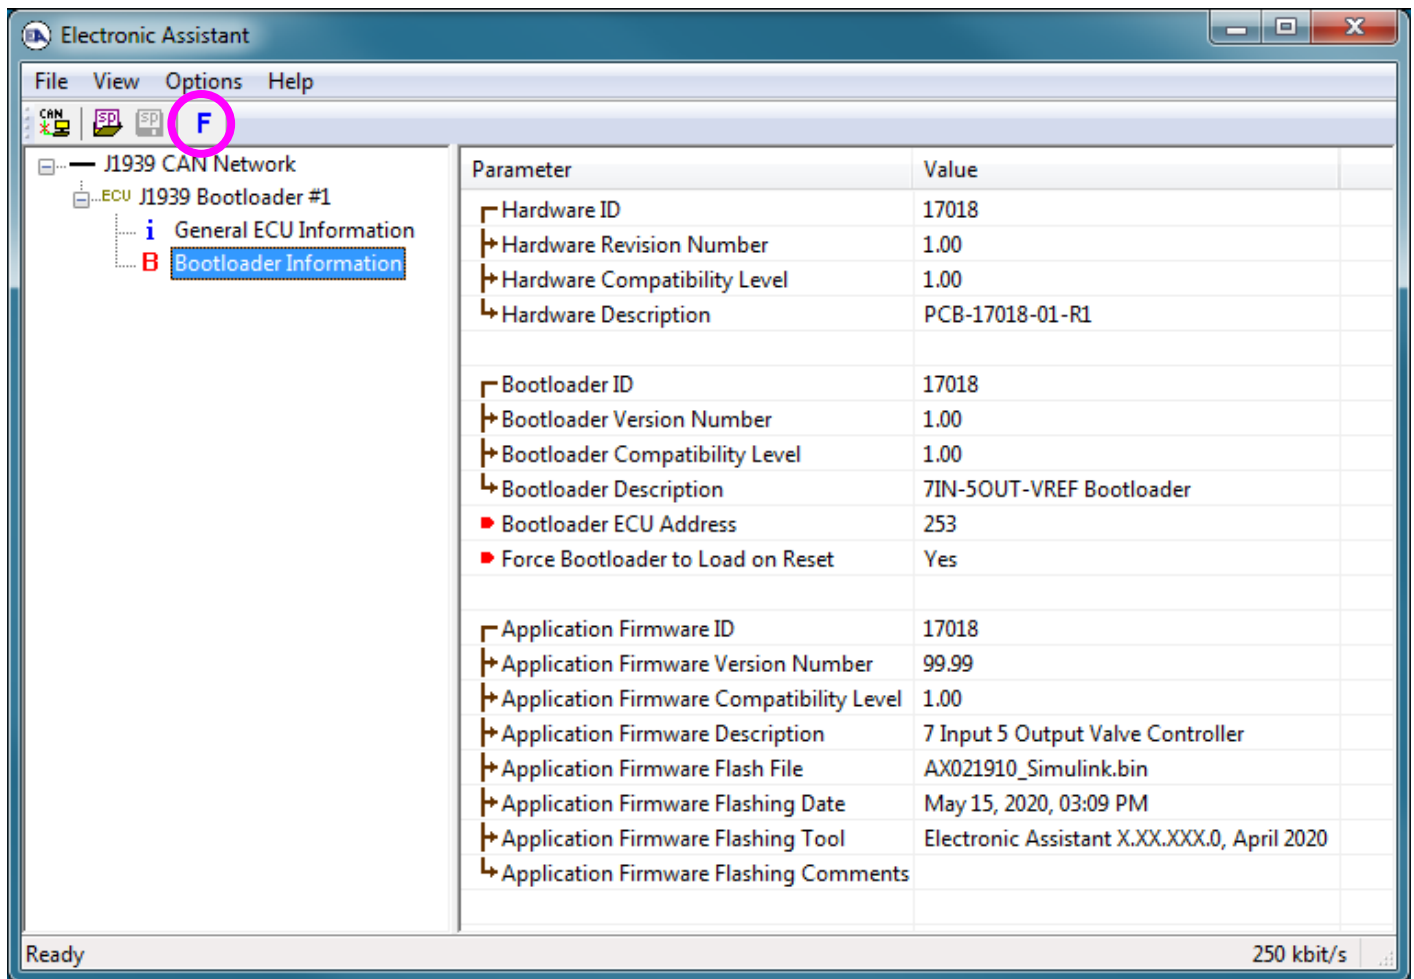 Electronic Assistant
File View Options Help
CAN SP SP F
J1939 CAN Network
ECU J1939 Bootloader #1
i General ECU Information
B Bootloader Information
Parameter Value
Hardware ID 17018
Hardware Revision Number 1.00
Hardware Compatibility Level 1.00
Hardware Description PCB-17018-01-R1
Bootloader ID 17018
Bootloader Version Number 1.00
Bootloader Compatibility Level 1.00
Bootloader Description 7IN-5OUT-VREF Bootloader
Bootloader ECU Address 253
Force Bootloader to Load on Reset Yes
Application Firmware ID 17018
Application Firmware Version Number 99.99
Application Firmware Compatibility Level 1.00
Application Firmware Description 7 Input 5 Output Valve Controller
Application Firmware Flash File AX021910_Simulink.bin
Application Firmware Flashing Date May 15, 2020, 03:09 PM
Application Firmware Flashing Tool Electronic Assistant X.XX.XXX.0, April 2020
Application Firmware Flashing Comments
Ready 250 kbit/s